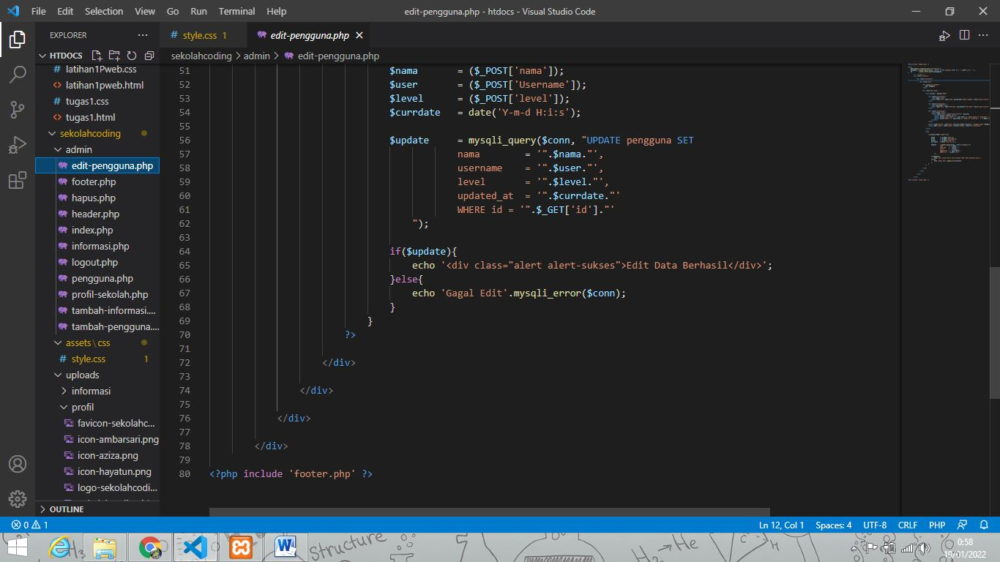 File Edit Selection View Go Run Terminal Help edit-pengguna.php - htdocs - Visual Studio Code
EXPLORER
HTDOCS
latihan1Pweb.css
latihan1Pweb.html
tugas1.css
tugas1.html
sekolahcoding
admin
edit-pengguna.php
footer.php
hapus.php
header.php
index.php
informasi.php
logout.php
pengguna.php
profil-sekolah.php
tambah-informasi....
tambah-pengguna....
assets\css
# style.css 1
uploads
informasi
profil
favicon-sekolahc...
icon-ambarsari.png
icon-aziza.png
icon-hayatun.png
logo-sekolahcodi...
OUTLINE
# style.css 1 edit-pengguna.php
sekolahcoding > admin > edit-pengguna.php
51 $nama = ($_POST['nama']);
52 $user = ($_POST['Username']);
53 $level = ($_POST['level']);
54 $currdate = date('Y-m-d H:i:s');
55
56 $update = mysqli_query($conn, "UPDATE pengguna SET
57 nama = '".$nama."',
58 username = '".$user."',
59 level = '".$level."',
60 updated_at = '".$currdate."'
61 WHERE id = '".$_GET['id']."'
62 ");
63
64 if($update){
65 echo '<div class="alert alert-sukses">Edit Data Berhasil</div>';
66 }else{
67 echo 'Gagal Edit'.mysqli_error($conn);
68 }
69 }
70 ?>
71
72 </div>
73
74 </div>
75
76 </div>
77
78 </div>
79
80 <?php include 'footer.php' ?>
0 1 Ln 12, Col 1 Spaces: 4 UTF-8 CRLF PHP
Structure
H2 → He
0:58
19/01/2022